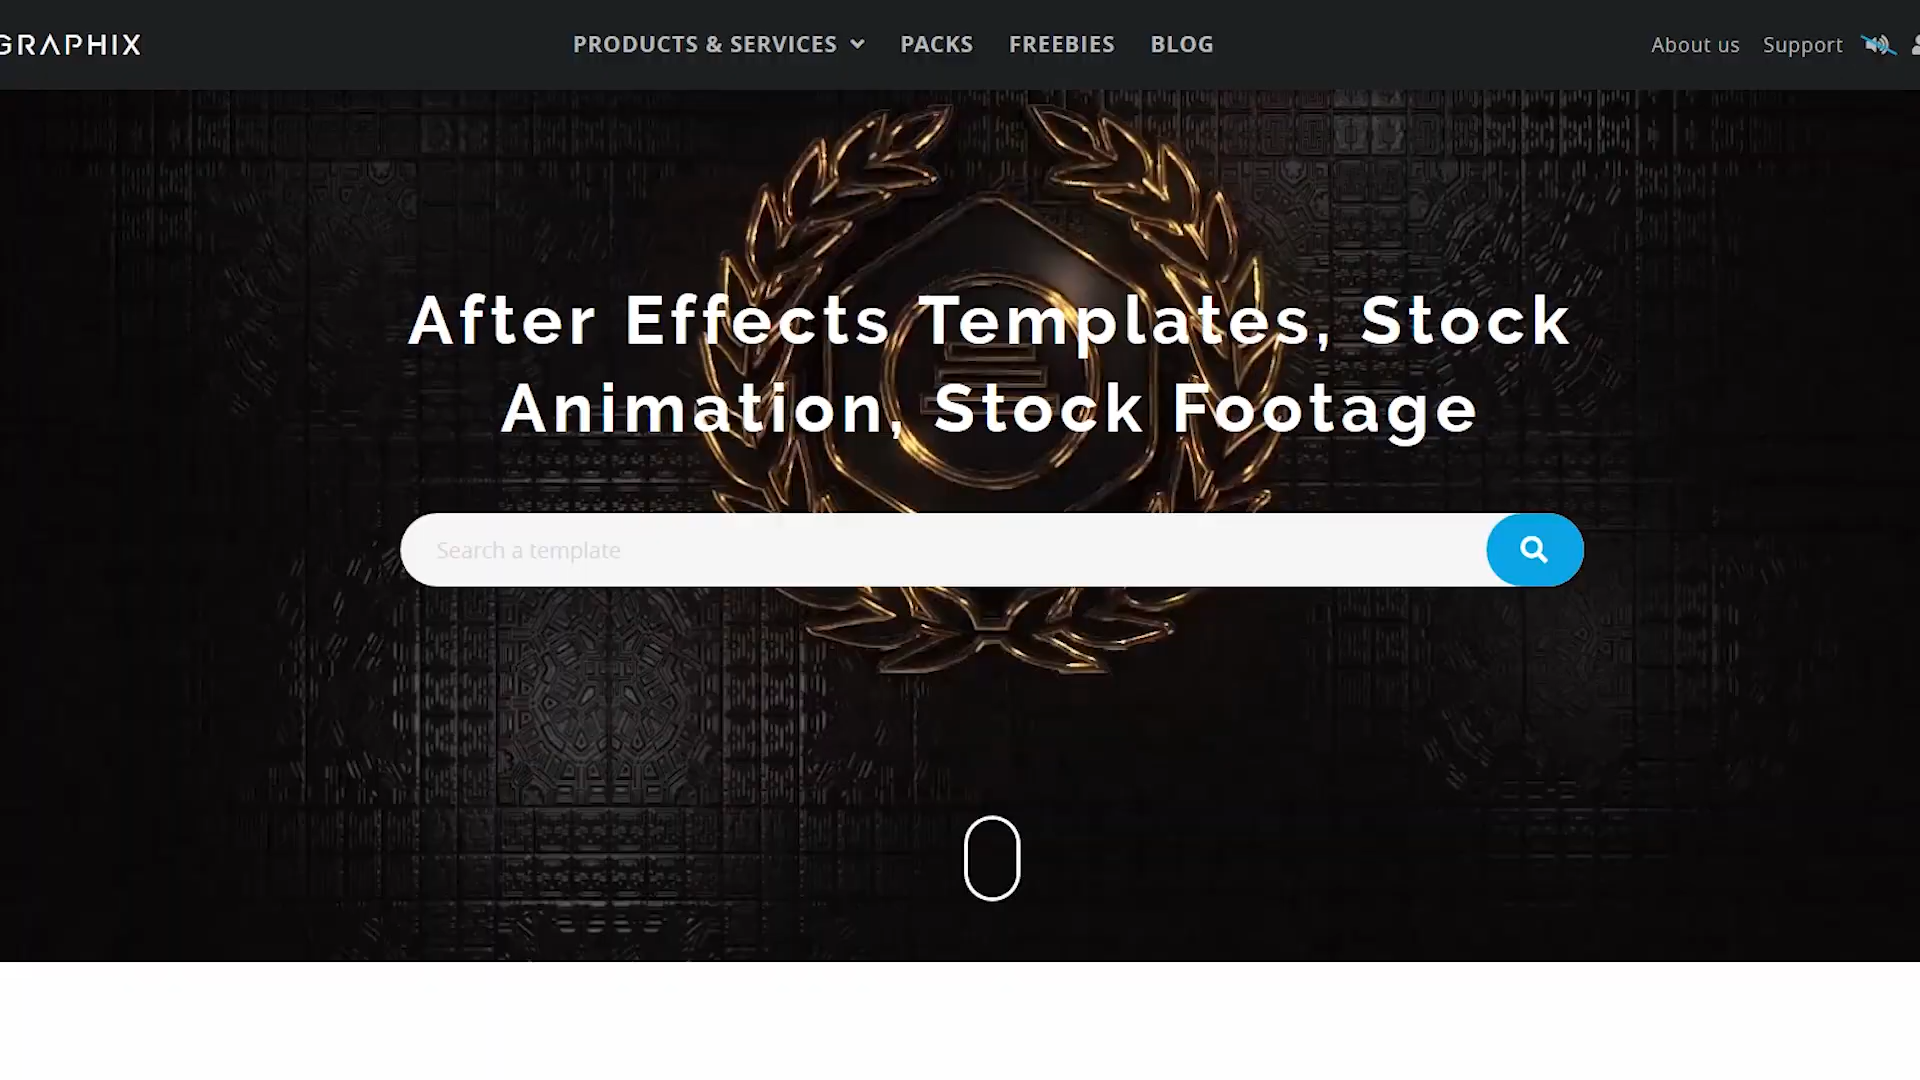 GRAPHIX
PRODUCTS & SERVICES PACKS FREEBIES BLOG
About us Support
After Effects Templates, Stock
Animation, Stock Footage
Search a template